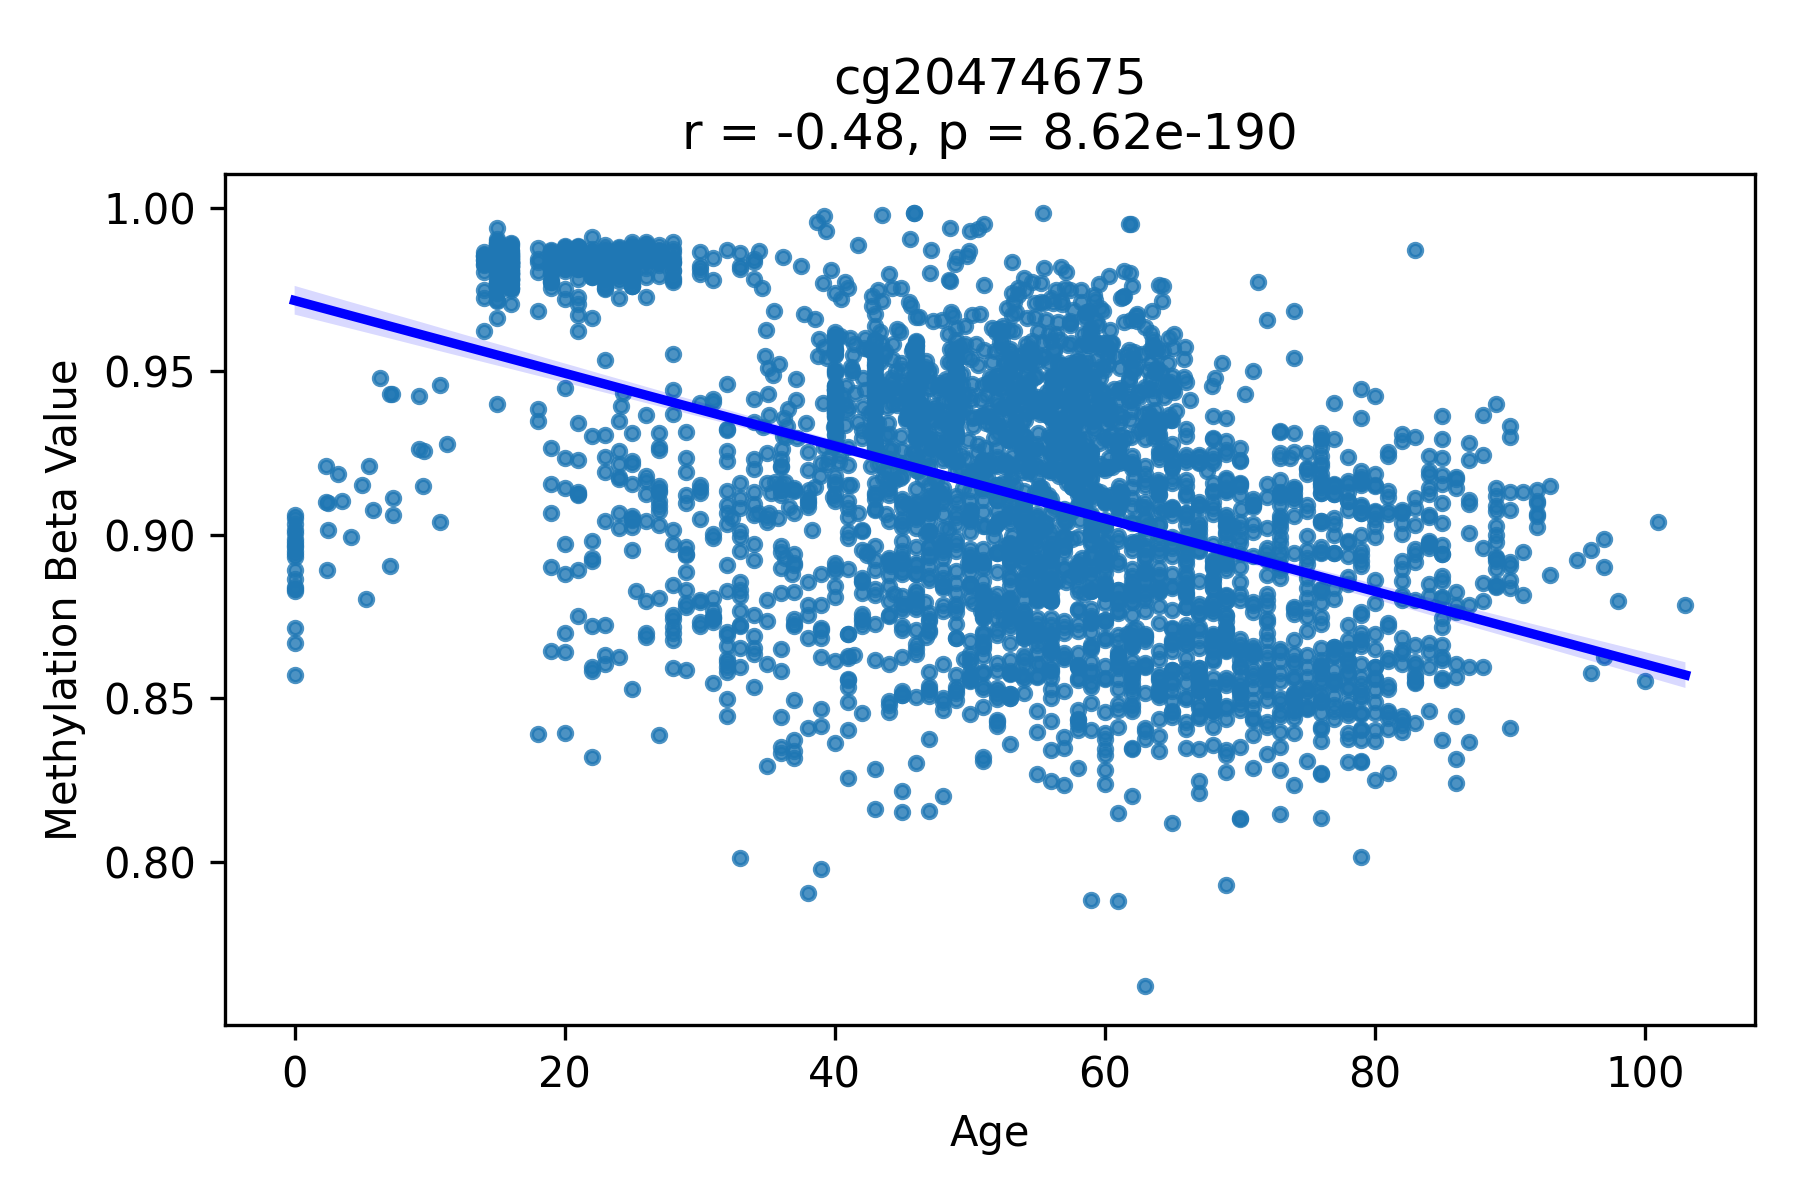 cg20474675
r = -0.48, p = 8.62e-190
Methylation Beta Value
1.00
0.95
0.90
0.85
0.80
0
20
40
60
80
100
Age